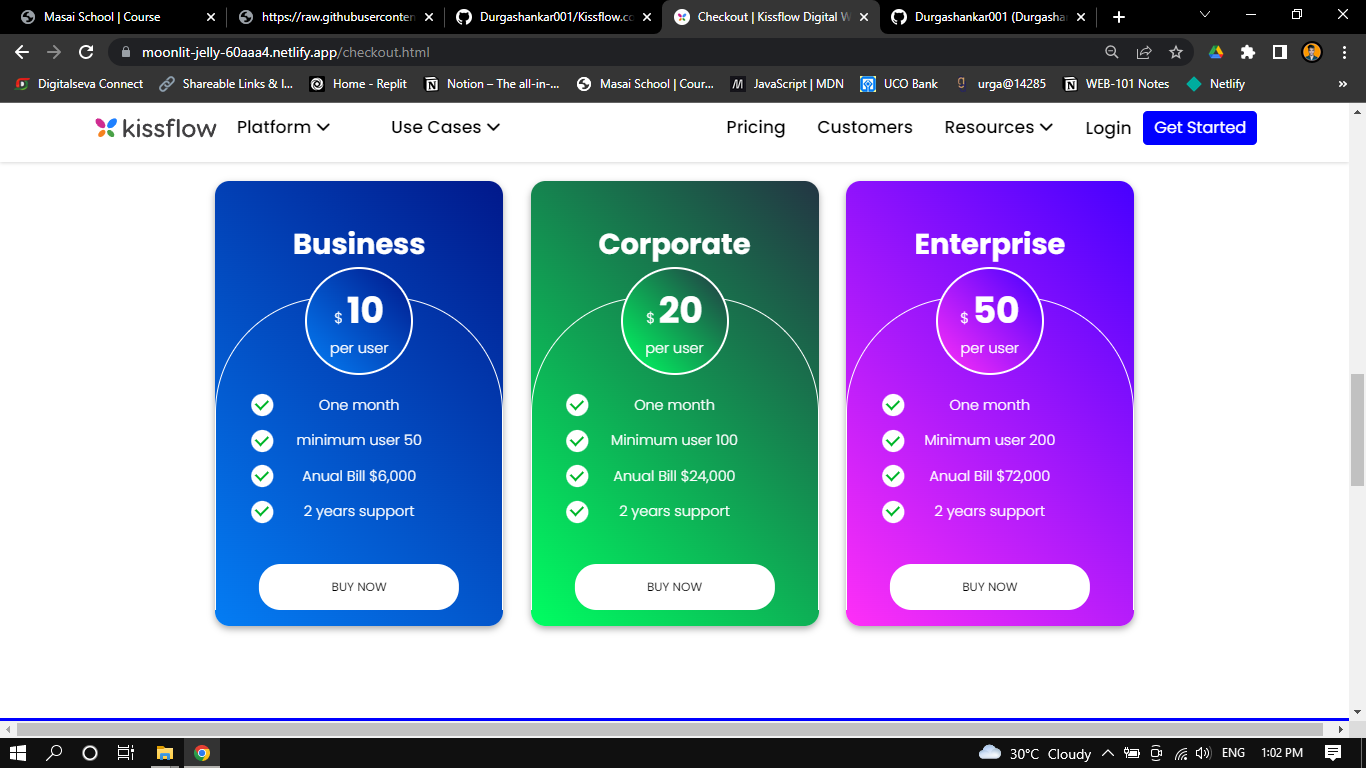 Masai School | Course
https://raw.githubusercontent
Durgashankar001/Kissflow.co
Checkout | Kissflow Digital W
Durgashankar001 (Durgashan
moonlit-jelly-60aaa4.netlify.app/checkout.html
Digitalseva Connect
Shareable Links & I...
Home - Replit
Notion – The all-in-...
Masai School | Cour...
JavaScript | MDN
UCO Bank
urga@14285
WEB-101 Notes
Netlify
»
kissflow
Platform
Use Cases
Pricing
Customers
Resources
Login
Get Started
Business
$ 10
per user
One month
minimum user 50
Anual Bill $6,000
2 years support
BUY NOW
Corporate
$ 20
per user
One month
Minimum user 100
Anual Bill $24,000
2 years support
BUY NOW
Enterprise
$ 50
per user
One month
Minimum user 200
Anual Bill $72,000
2 years support
BUY NOW
30°C Cloudy
ENG
1:02 PM